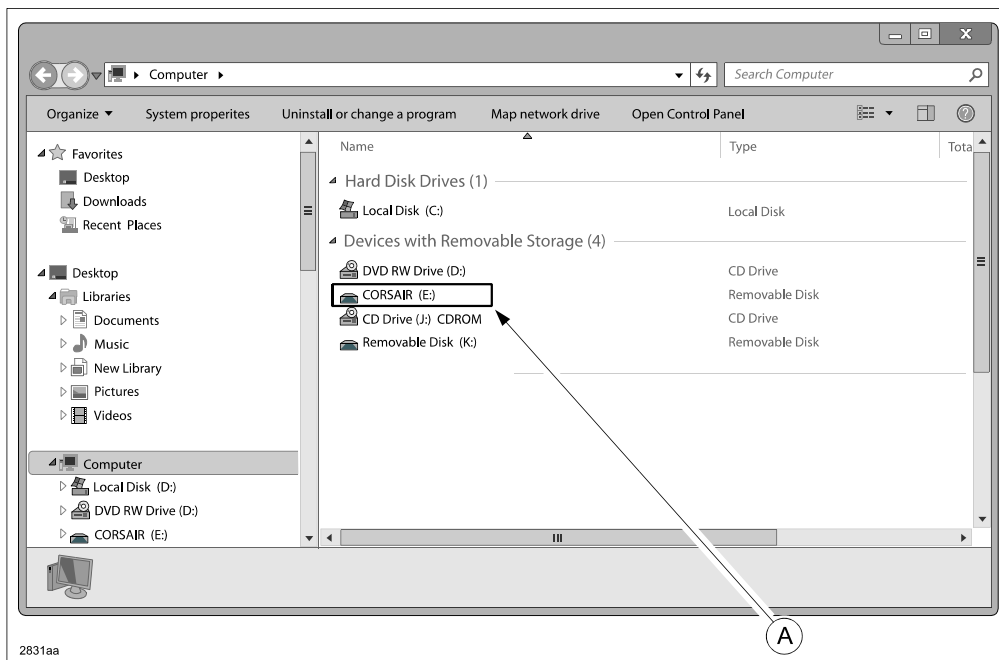 Computer
Search Computer
Organize System properites Uninstall or change a program Map network drive Open Control Panel
Favorites
Desktop
Downloads
Recent Places
Desktop
Libraries
Documents
Music
New Library
Pictures
Videos
Computer
Local Disk (D:)
DVD RW Drive (D:)
CORSAIR (E:)
Name Type Tota
Hard Disk Drives (1)
Local Disk (C:) Local Disk
Devices with Removable Storage (4)
DVD RW Drive (D:) CD Drive
CORSAIR (E:) Removable Disk
CD Drive (J:) CDROM CD Drive
Removable Disk (K:) Removable Disk
A
2831aa